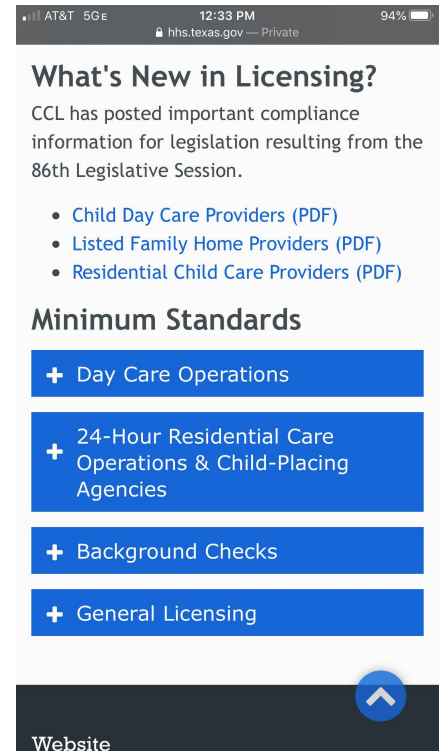 AT&T 5GE 12:33 PM 94%
hhs.texas.gov — Private
What's New in Licensing?
CCL has posted important compliance
information for legislation resulting from the
86th Legislative Session.
• Child Day Care Providers (PDF)
• Listed Family Home Providers (PDF)
• Residential Child Care Providers (PDF)
Minimum Standards
+ Day Care Operations
+ 24-Hour Residential Care
Operations & Child-Placing
Agencies
+ Background Checks
+ General Licensing
Website